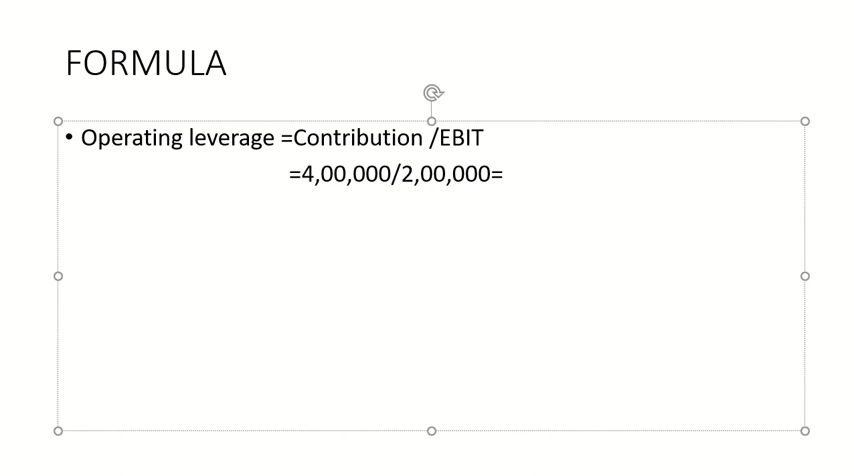 FORMULA
• Operating leverage =Contribution /EBIT
=4,00,000/2,00,000=